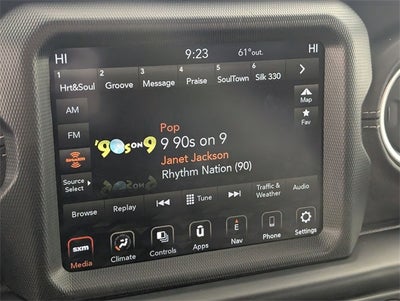 HI 9:23 61° out. HI
1 2 3 4 5 6
Hrt&Soul Groove Message Praise SoulTown Silk 330
AM
Map
FM
Fav
Pop
'90s ON 9
9 90s on 9
SIRIUSXM
Janet Jackson
Rhythm Nation (90)
Source Select
Browse Replay Tune Traffic & Weather Audio
sxm
Media Climate Controls Apps Nav Phone Settings
E